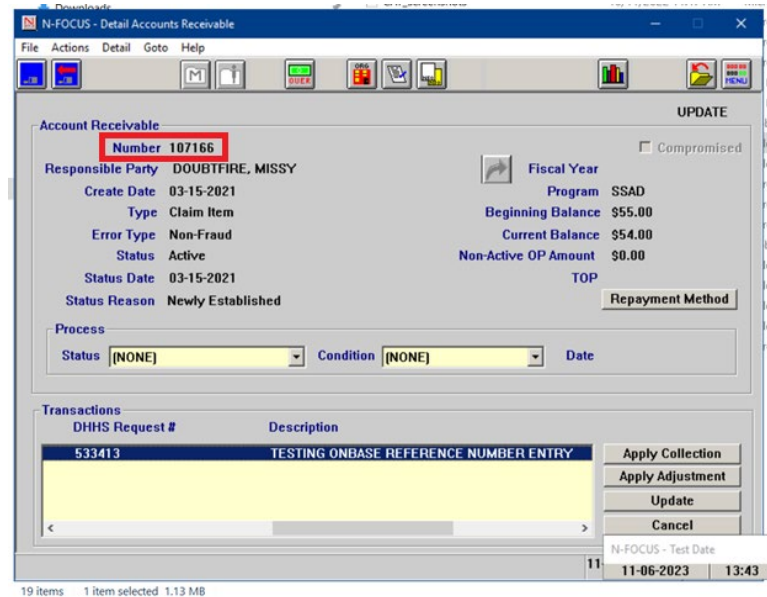 Downloads
N-FOCUS - Detail Accounts Receivable
File Actions Detail Goto Help
M
OVER
ORG
MENU
UPDATE
Account Receivable
Number 107166
Compromised
Responsible Party DOUBTFIRE, MISSY
Fiscal Year
Create Date 03-15-2021
Program SSAD
Type Claim Item
Beginning Balance $55.00
Error Type Non-Fraud
Current Balance $54.00
Status Active
Non-Active OP Amount $0.00
Status Date 03-15-2021
TOP
Status Reason Newly Established
Repayment Method
Process
Status (NONE) Condition (NONE) Date
Transactions
DHHS Request # Description
533413 TESTING ONBASE REFERENCE NUMBER ENTRY
Apply Collection
Apply Adjustment
Update
Cancel
N-FOCUS - Test Date
11-06-2023 13:43
19 items 1 item selected 1.13 MB